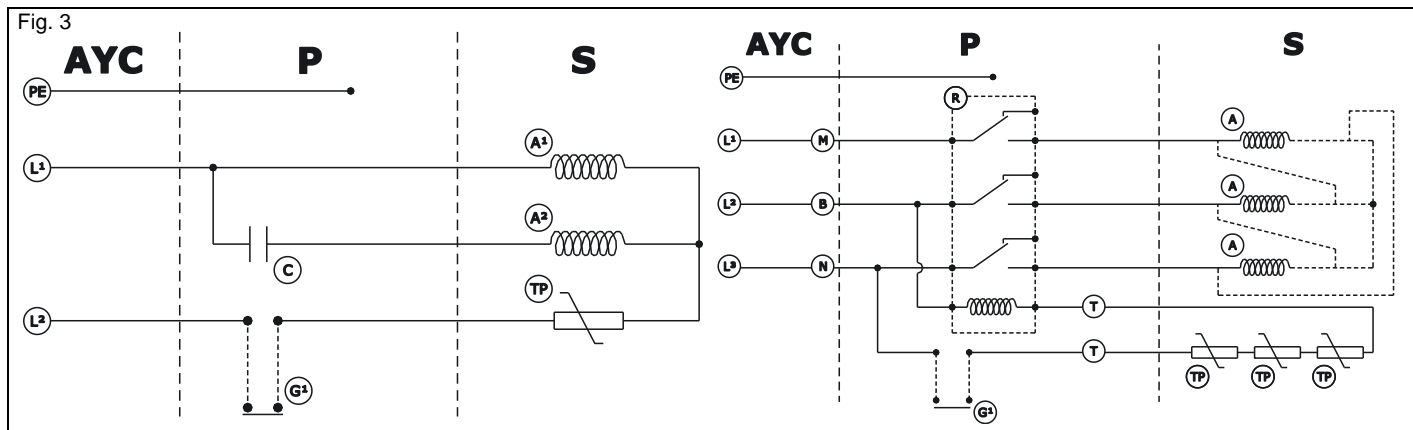 Fig. 3
AYC P S
PE
A¹
L¹
A²
C
TP
L²
G¹
AYC P S
PE
R
A
L¹ M
A
L² B
A
L³ N
T
T
TP TP TP
G¹